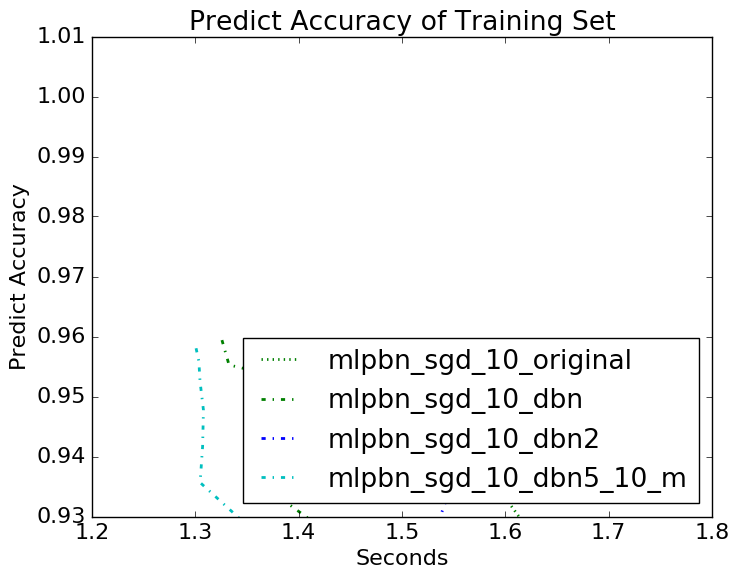 Predict Accuracy of Training Set
1.01
1.00
0.99
0.98
0.97
0.96
0.95
0.94
0.93
Predict Accuracy
mlpbn_sgd_10_original
mlpbn_sgd_10_dbn
mlpbn_sgd_10_dbn2
mlpbn_sgd_10_dbn5_10_m
1.2 1.3 1.4 1.5 1.6 1.7 1.8
Seconds